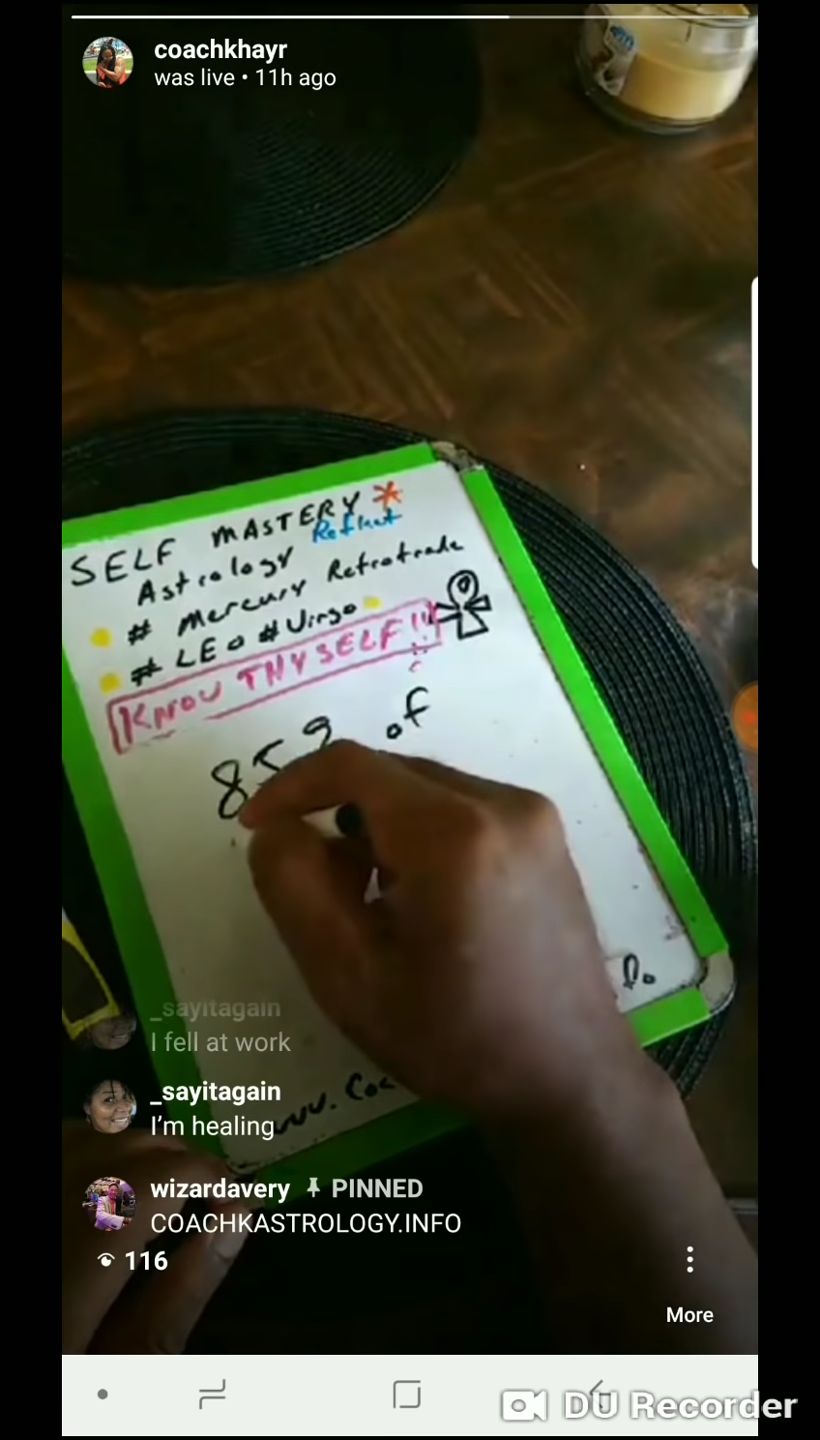 coachkhayr
was live • 11h ago
SELF MASTERY *
Astrology Reflect
# Mercury Retrotrade
# LEO # Virgo
KNOW THYSELF!!!
of
_sayitagain
I fell at work
_sayitagain
I'm healing
wizardavery PINNED
COACHKASTROLOGY.INFO
116
More
DU Recorder